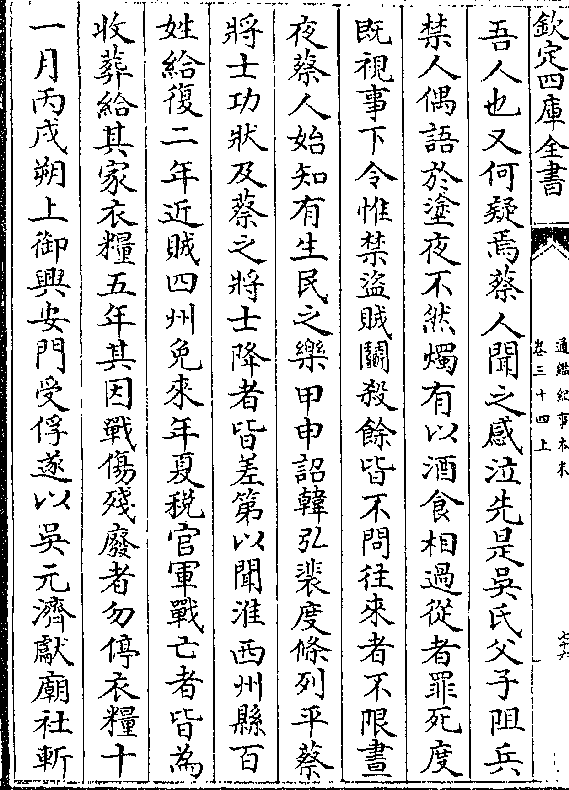 欽定四庫全書
通鑑紀事本末
卷三十四上
七十六
吾人也又何疑焉蔡人聞之感泣先是吳氏父子阻兵
禁人偶語於塗夜不然燭有以酒食相過從者罪死度
既視事下令惟禁盜賊鬬殺餘皆不問往來者不限晝
夜蔡人始知有生民之樂甲申詔韓弘裴度條列平蔡
將士功狀及蔡之將士降者皆差第以聞淮西州縣百
姓給復二年近賊四州免來年夏稅官軍戰亡者皆為
收葬給其家衣糧五年其因戰傷殘廢者勿停衣糧十
一月丙戌朔上御興安門受俘遂以吳元濟獻廟社斬